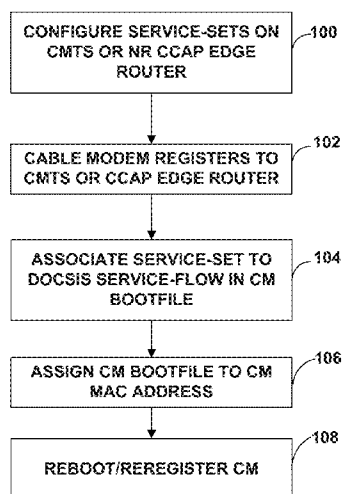 CONFIGURE SERVICE-SETS ON
CMTS OR NR CCAP EDGE
ROUTER
100
CABLE MODEM REGISTERS TO
CMTS OR CCAP EDGE ROUTER
102
ASSOCIATE SERVICE-SET TO
DOCSIS SERVICE-FLOW IN CM
BOOTFILE
104
ASSIGN CM BOOTFILE TO CM
MAC ADDRESS
106
REBOOT/REREGISTER CM
108